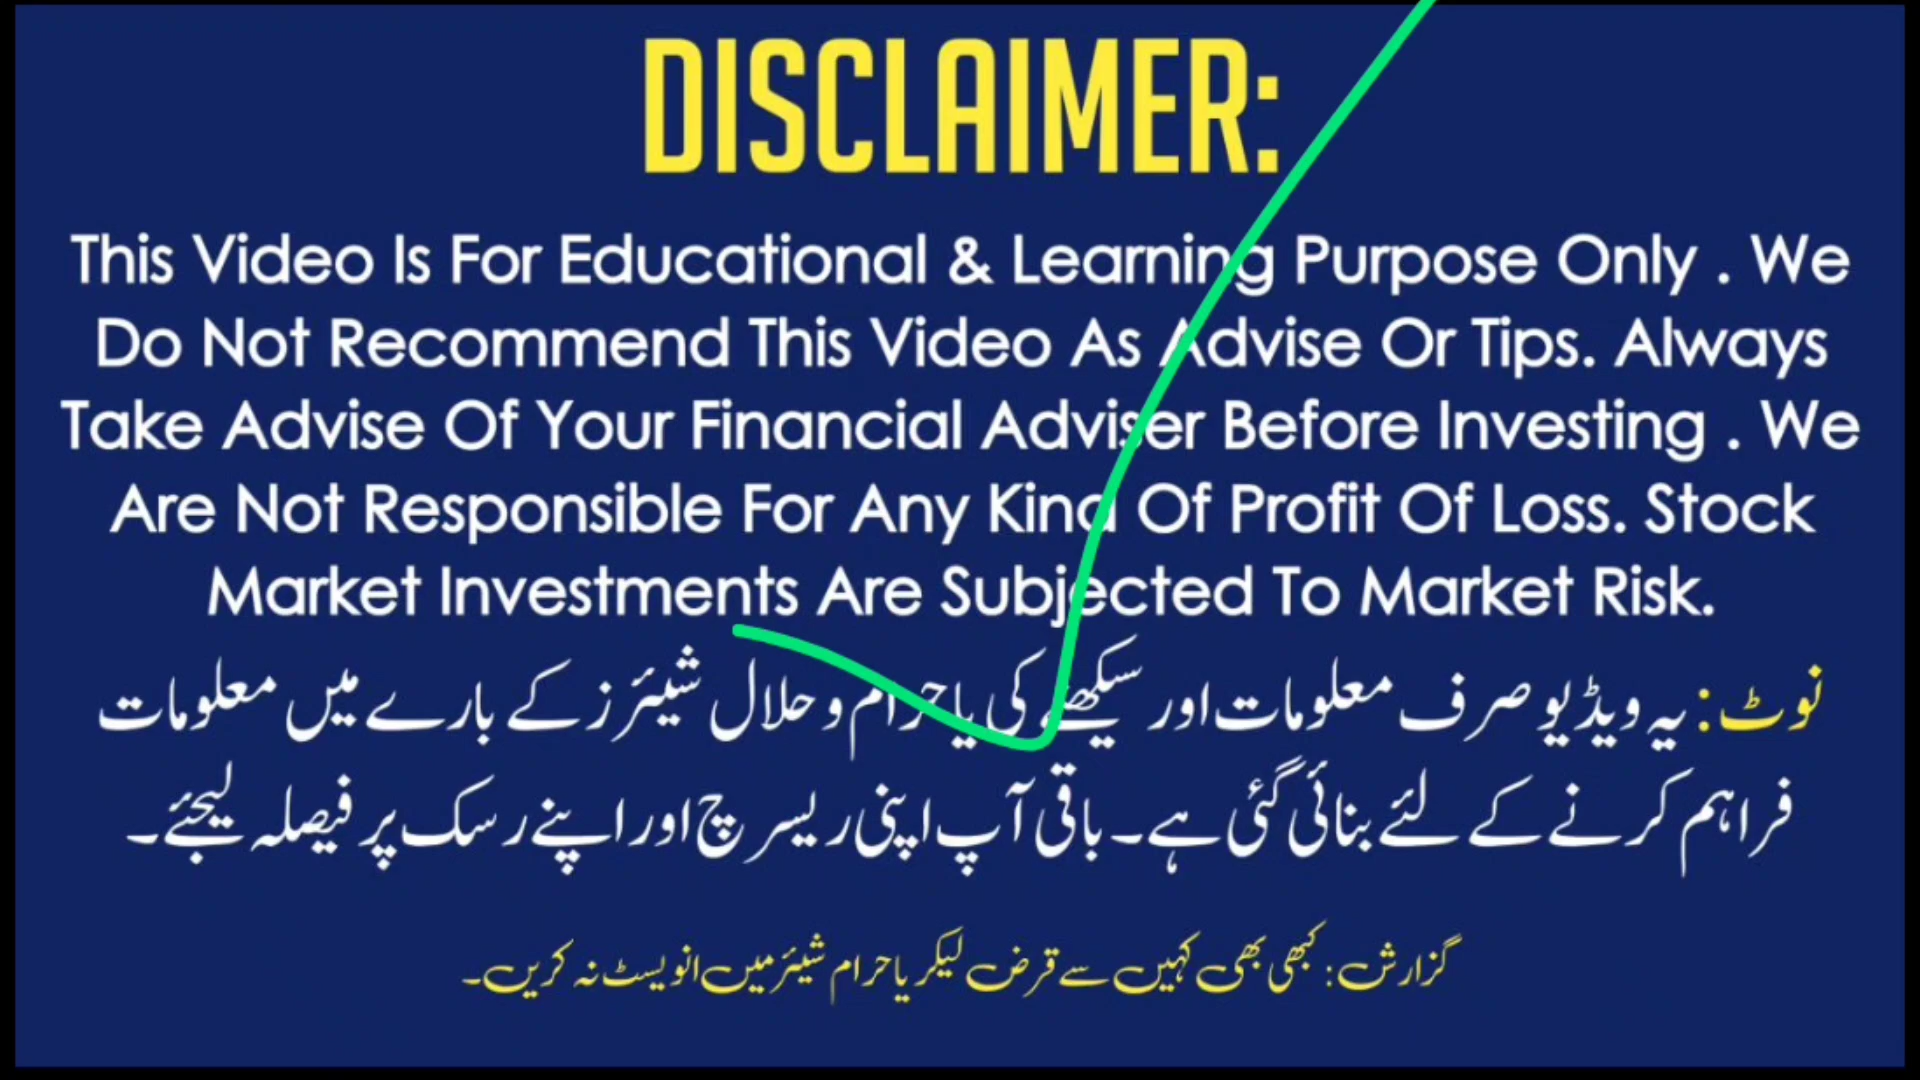 DISCLAIMER:
This Video Is For Educational & Learning Purpose Only . We
Do Not Recommend This Video As Advise Or Tips. Always
Take Advise Of Your Financial Adviser Before Investing . We
Are Not Responsible For Any Kind Of Profit Of Loss. Stock
Market Investments Are Subjected To Market Risk.
نوٹ: یہ ویڈیو صرف معلومات اور سکھنے کی یا حرام و حلال شیئرز کے بارے میں معلومات
فراہم کرنے کے لئے بنائی گئی ہے۔ باقی آپ اپنی ریسرچ اور اپنے رسک پر فیصلہ لیجئے۔
گزارش: کبھی بھی کہیں سے قرض لیکر یا حرام شیئر میں انویسٹ نہ کریں۔